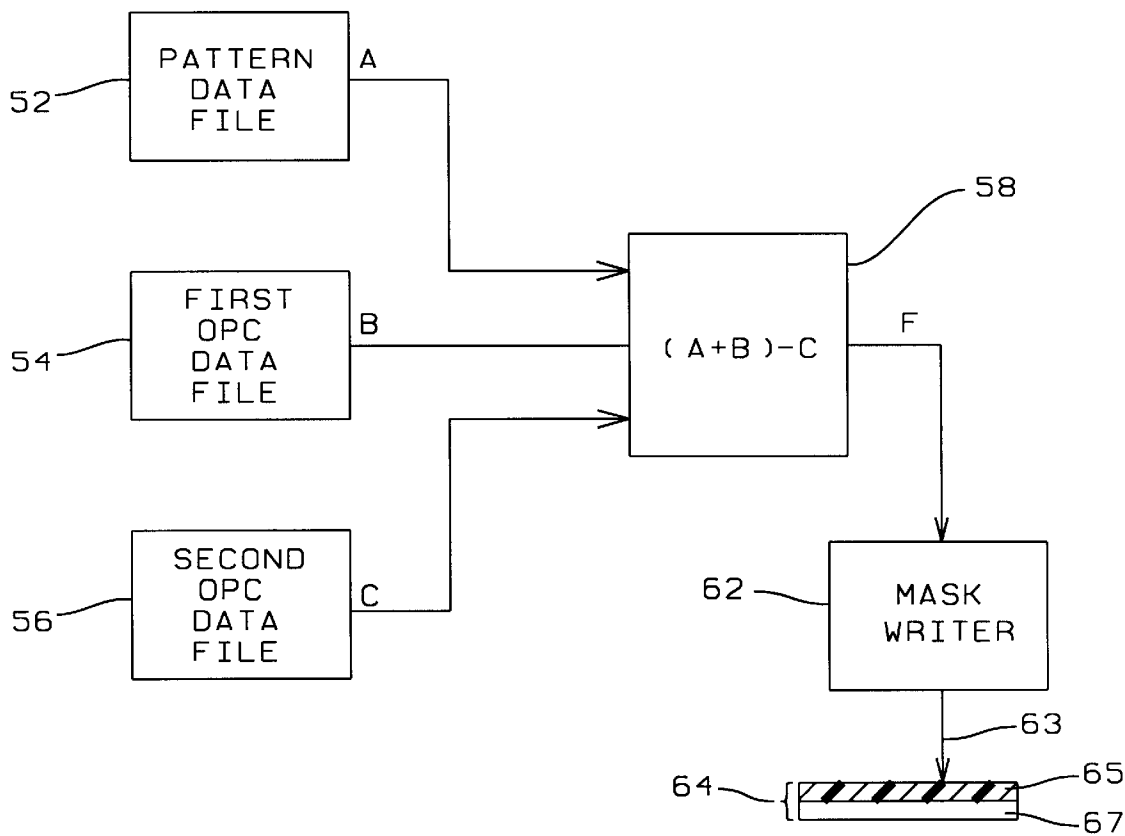 PATTERN
DATA
FILE
A
52
58
FIRST
OPC
DATA
FILE
B
54
(A+B)-C
F
SECOND
OPC
DATA
FILE
C
56
62
MASK
WRITER
63
64
65
67